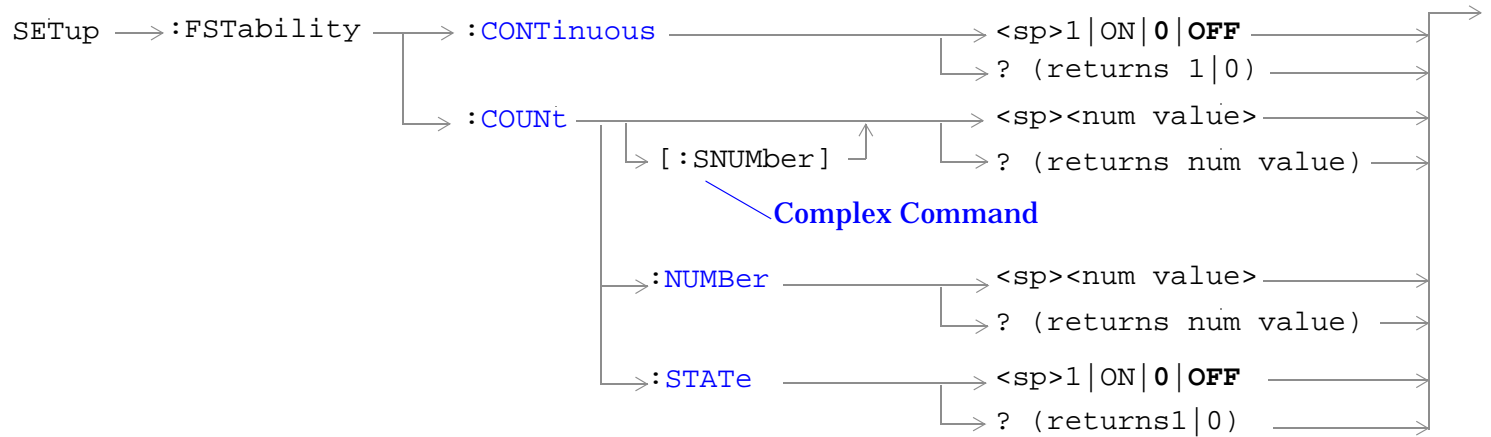 SETup :FSTability :CONTinuous <sp>1|ON|0|OFF
? (returns 1|0)
:COUNt <sp><num value>
[:SNUMber] ? (returns num value)
Complex Command
:NUMBer <sp><num value>
? (returns num value)
:STATe <sp>1|ON|0|OFF
? (returns1|0)